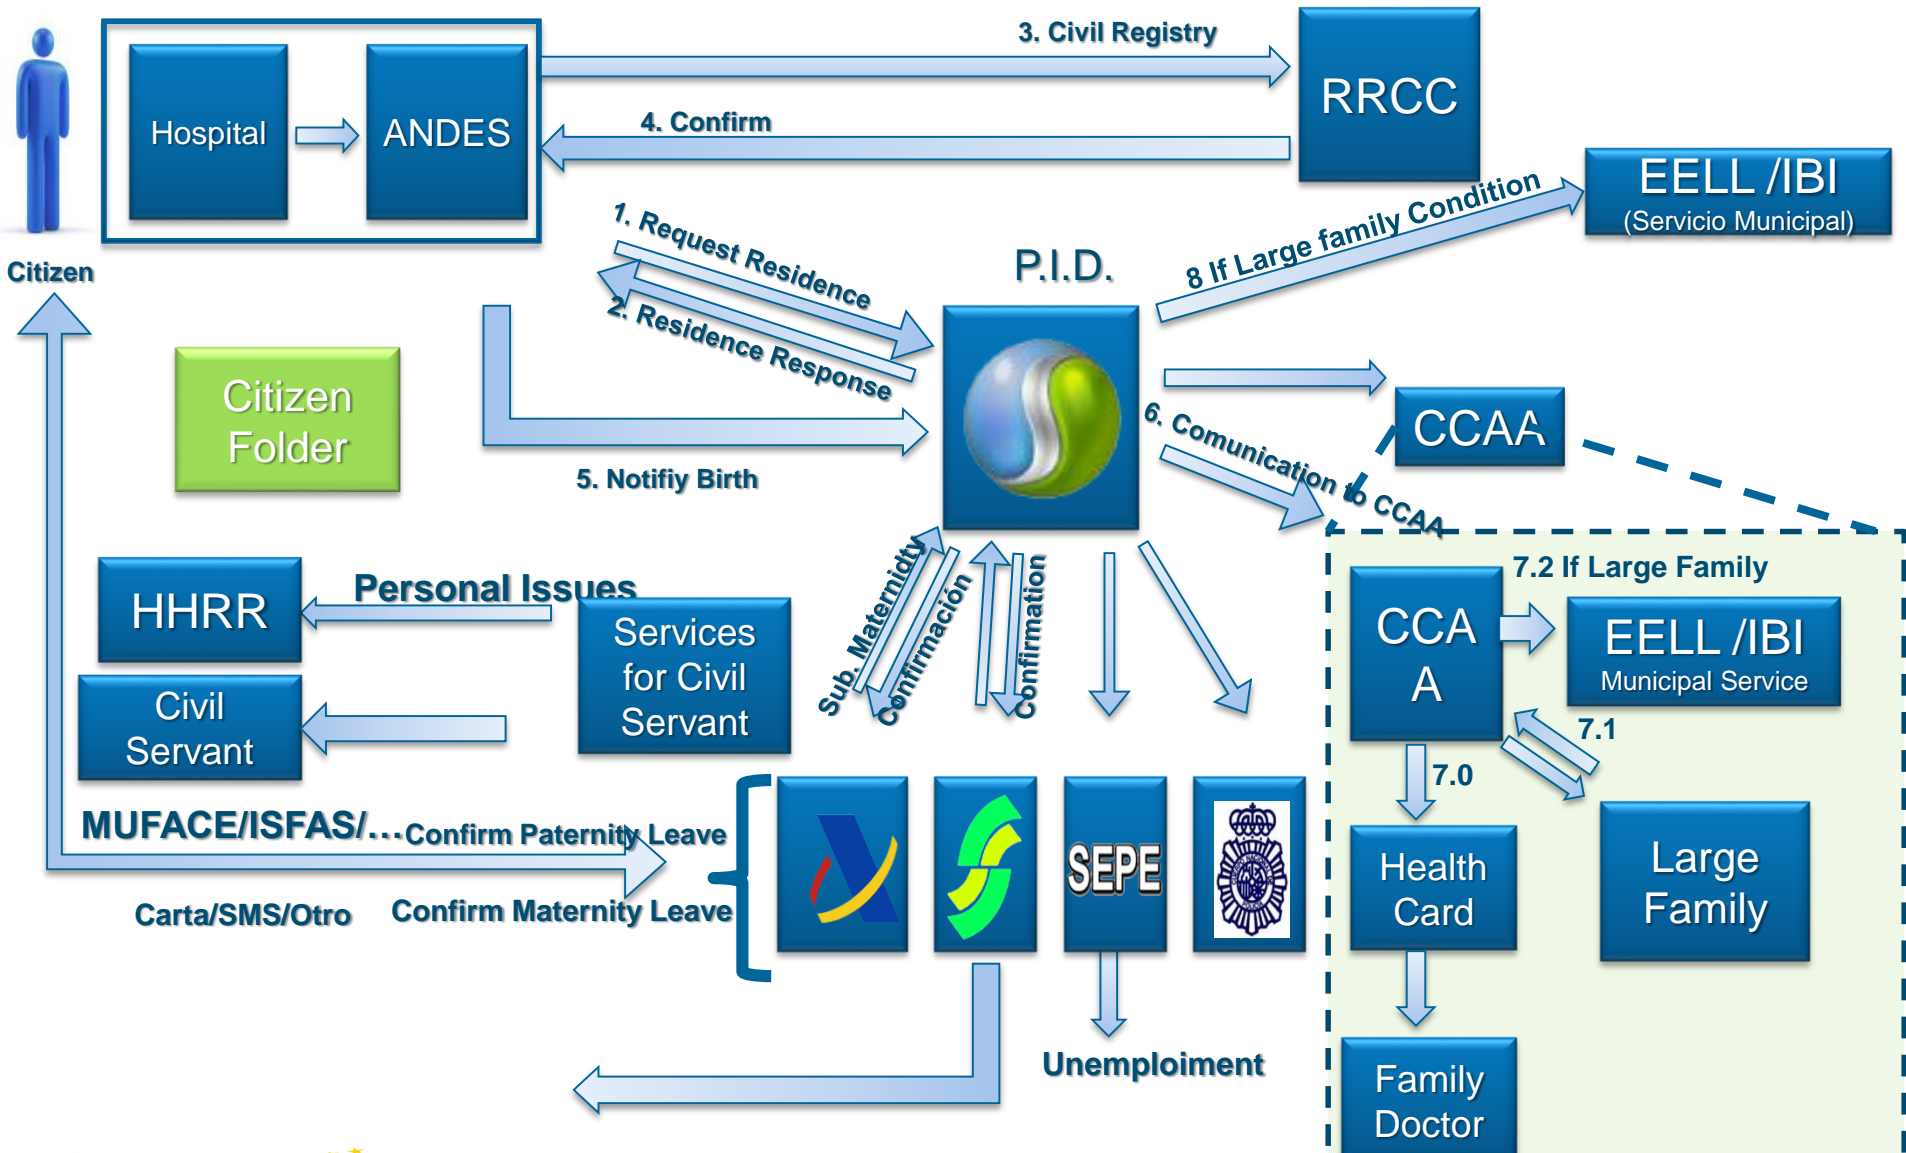 3. Civil Registry
RRCC
Hospital
ANDES
4. Confirm
EELL /IBI
(Servicio Municipal)
Citizen
1. Request Residence
2. Residence Response
P.I.D.
8 If Large family Condition
Citizen
Folder
5. Notifiy Birth
CCAA
6. Comunication to CCAA
HHRR
Personal Issues
Services
for Civil
Servant
Civil
Servant
Sub. Maternidty
Confirmación
Confirmation
7.2 If Large Family
CCA
A
EELL /IBI
Municipal Service
7.1
7.0
MUFACE/ISFAS/...
Confirm Paternity Leave
Carta/SMS/Otro
Confirm Maternity Leave
SEPE
Health
Card
Large
Family
Unemploiment
Family
Doctor